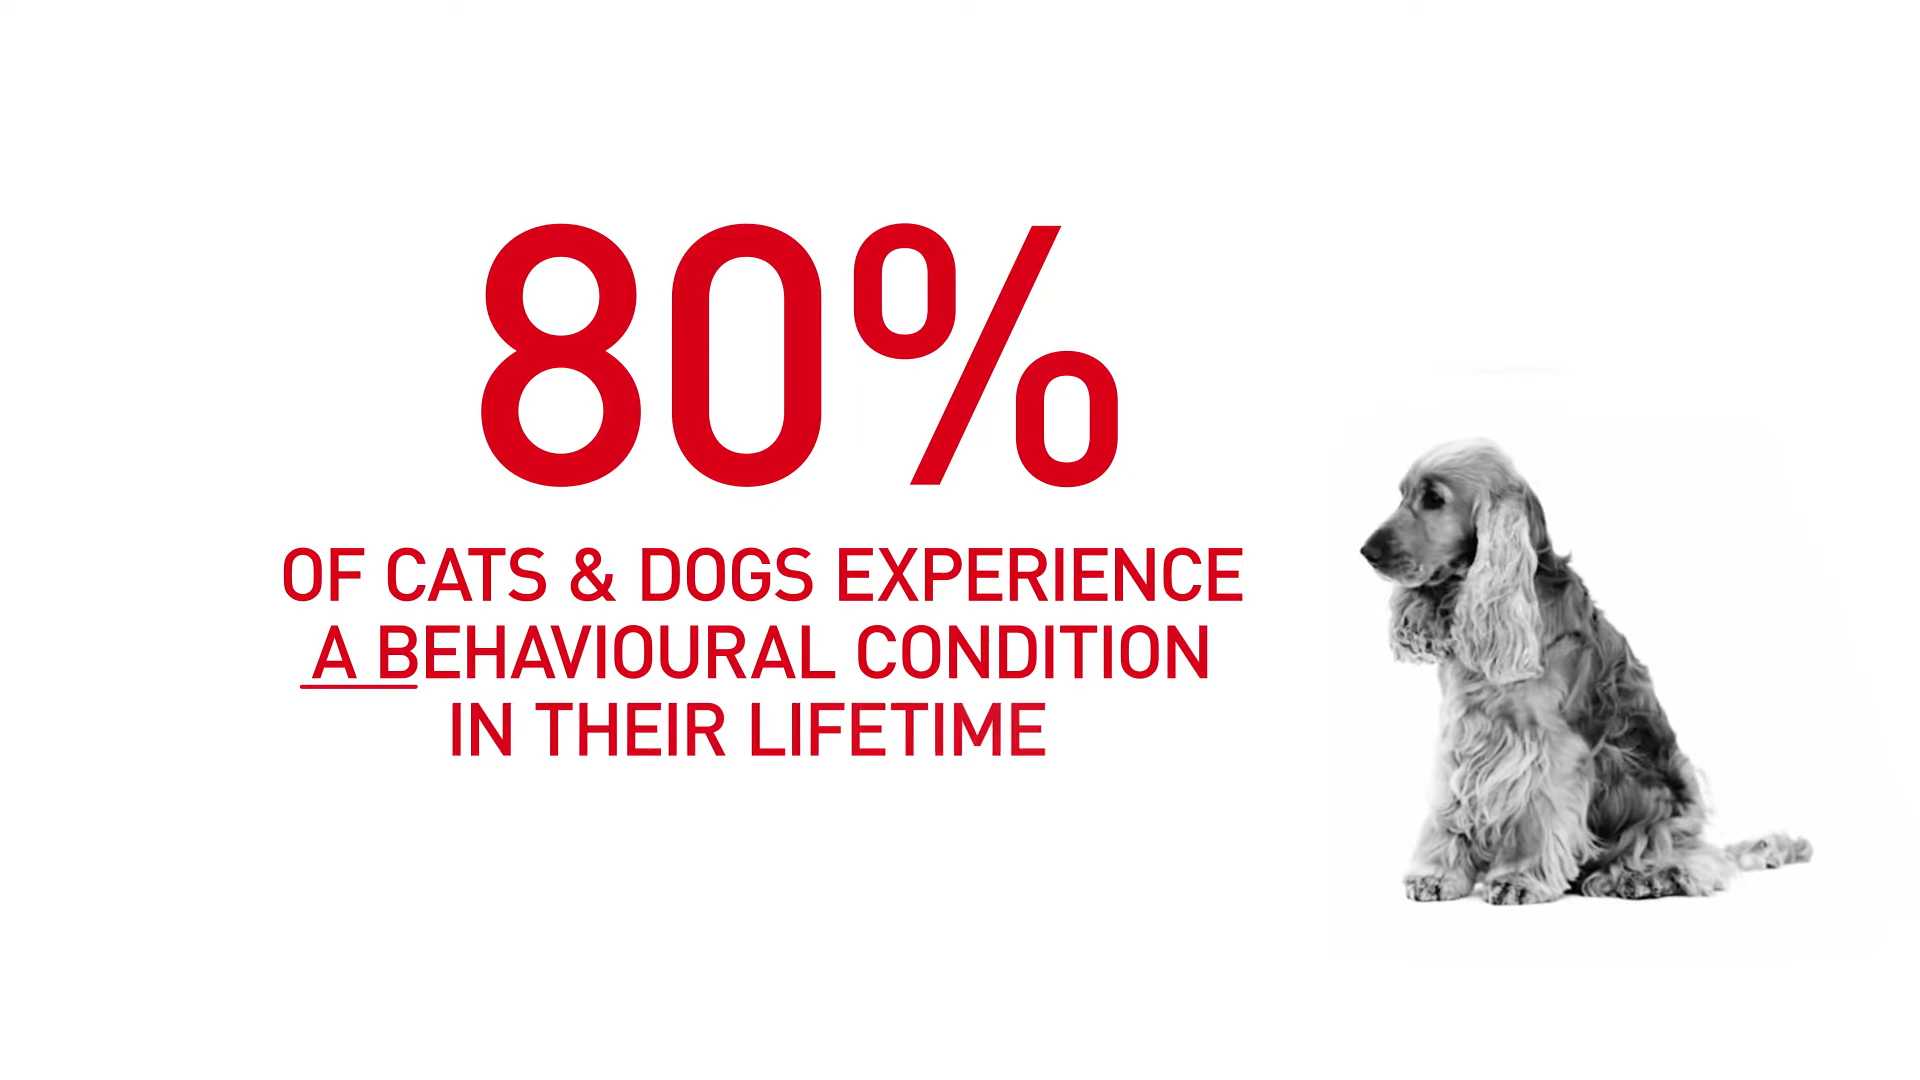 80%
OF CATS & DOGS EXPERIENCE
A BEHAVIOURAL CONDITION
IN THEIR LIFETIME